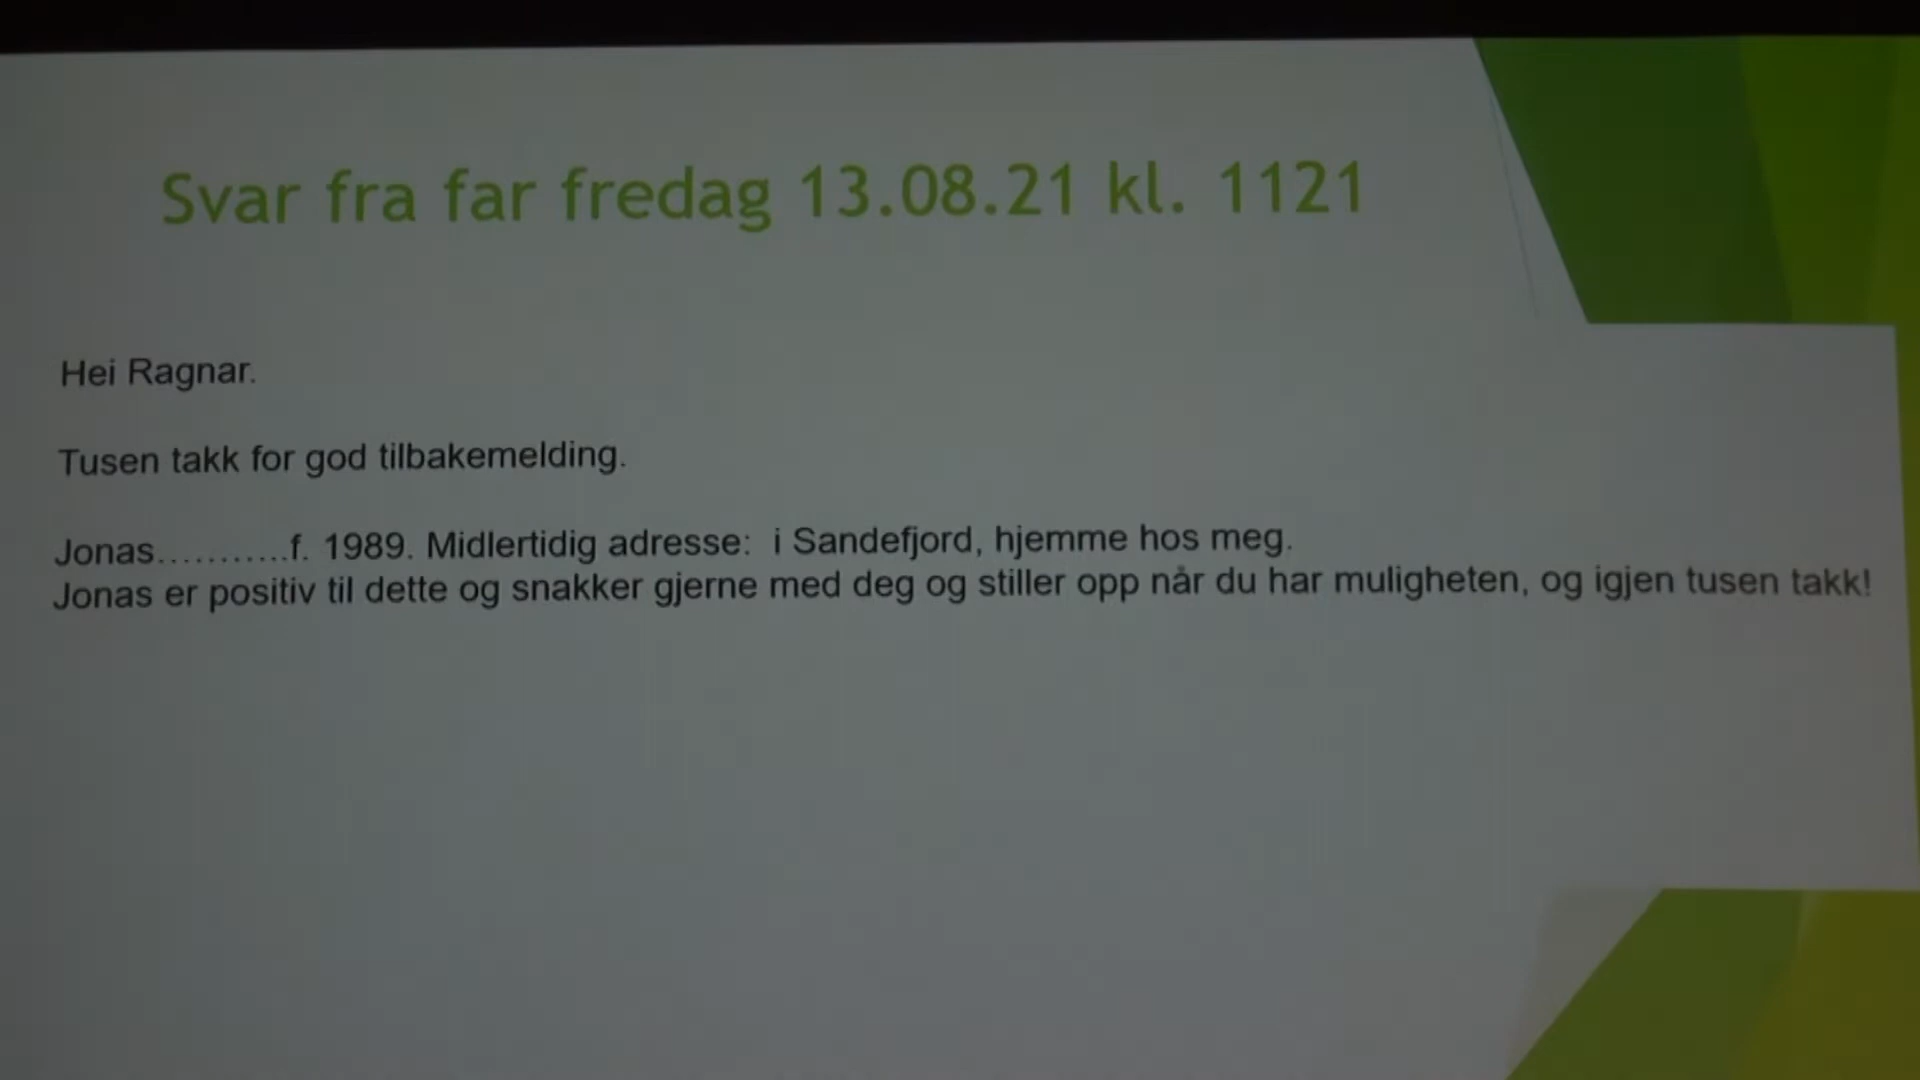 Svar fra far fredag 13.08.21 kl. 1121
Hei Ragnar.
Tusen takk for god tilbakemelding.
Jonas...........f. 1989. Midlertidig adresse:  i Sandefjord, hjemme hos meg.
Jonas er positiv til dette og snakker gjerne med deg og stiller opp når du har muligheten, og igjen tusen takk!